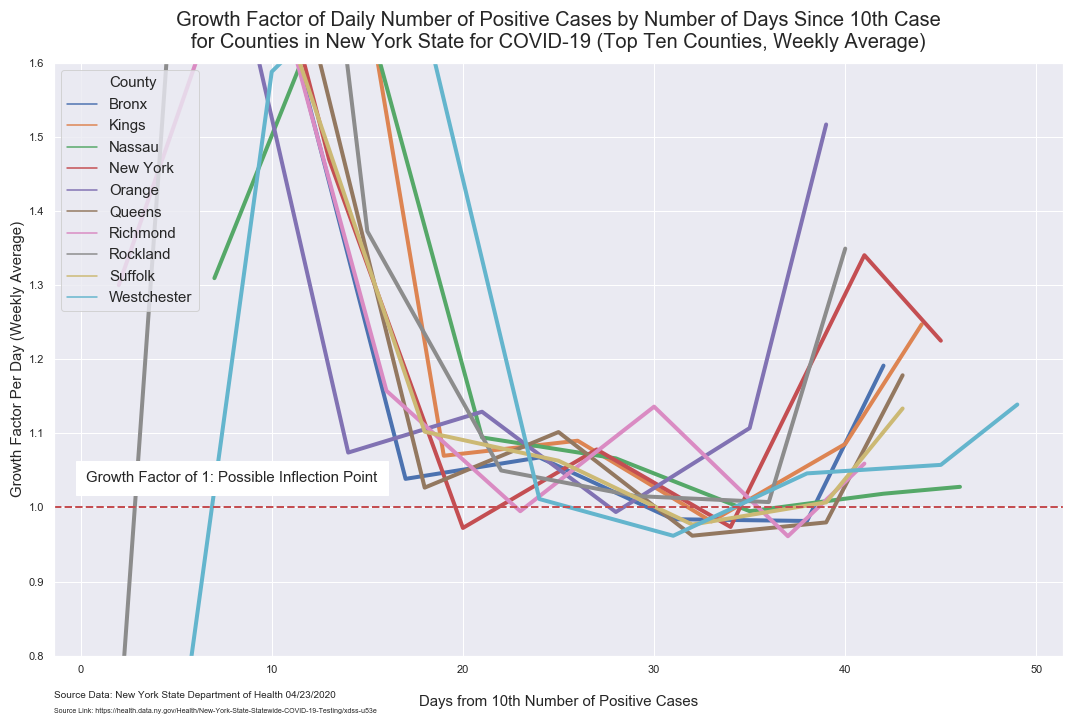 Growth Factor of Daily Number of Positive Cases by Number of Days Since 10th Case
for Counties in New York State for COVID-19 (Top Ten Counties, Weekly Average)
Growth Factor Per Day (Weekly Average)
1.6
1.5
1.4
1.3
1.2
1.1
1.0
0.9
0.8
County
Bronx
Kings
Nassau
New York
Orange
Queens
Richmond
Rockland
Suffolk
Westchester
Growth Factor of 1: Possible Inflection Point
0
10
20
30
40
50
Days from 10th Number of Positive Cases
Source Data: New York State Department of Health 04/23/2020
Source Link: https://health.data.ny.gov/Health/New-York-State-Statewide-COVID-19-Testing/xdss-u53e